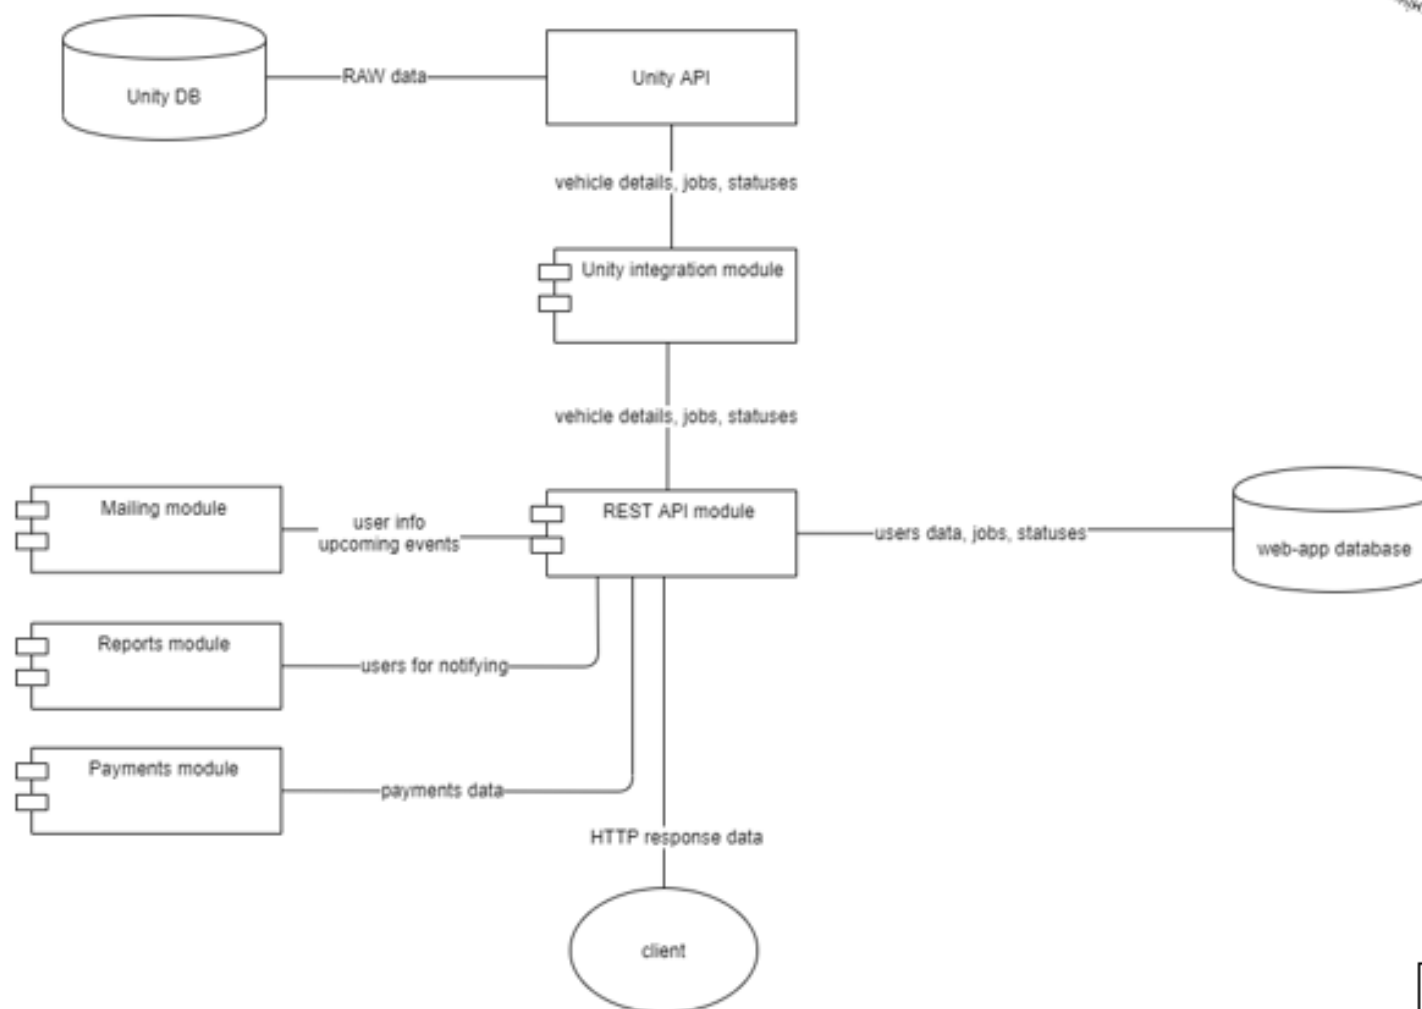 Unity DB
RAW data
Unity API
vehicle details, jobs, statuses
Unity integration module
vehicle details, jobs, statuses
Mailing module
user info
upcoming events
REST API module
users data, jobs, statuses
web-app database
Reports module
users for notifying
Payments module
payments data
HTTP response data
client